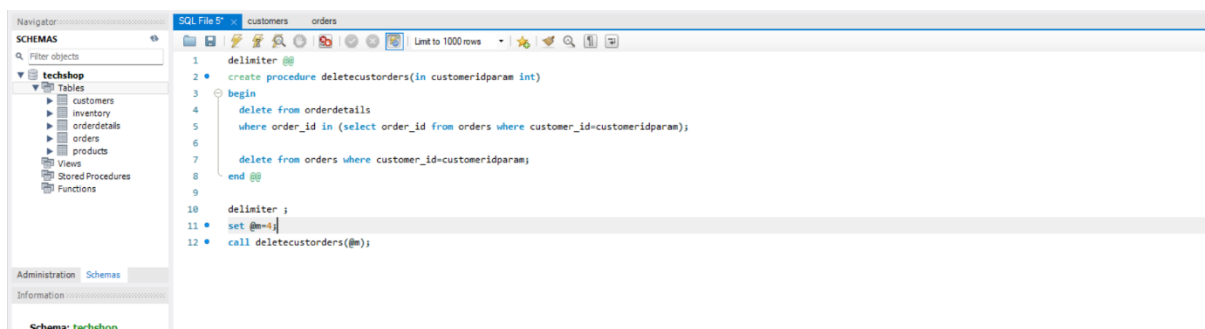 Navigator
SCHEMAS
Filter objects
techshop
Tables
customers
inventory
orderdetails
orders
products
Views
Stored Procedures
Functions
Administration Schemas
Information
Schema: techshop
SQL File 5* × customers orders
Limit to 1000 rows
1 delimiter @@
2 create procedure deletecustorders(in customeridparam int)
3 begin
4 delete from orderdetails
5 where order_id in (select order_id from orders where customer_id=customeridparam);
6
7 delete from orders where customer_id=customeridparam;
8 end @@
9
10 delimiter ;
11 set @m=4;
12 call deletecustorders(@m);